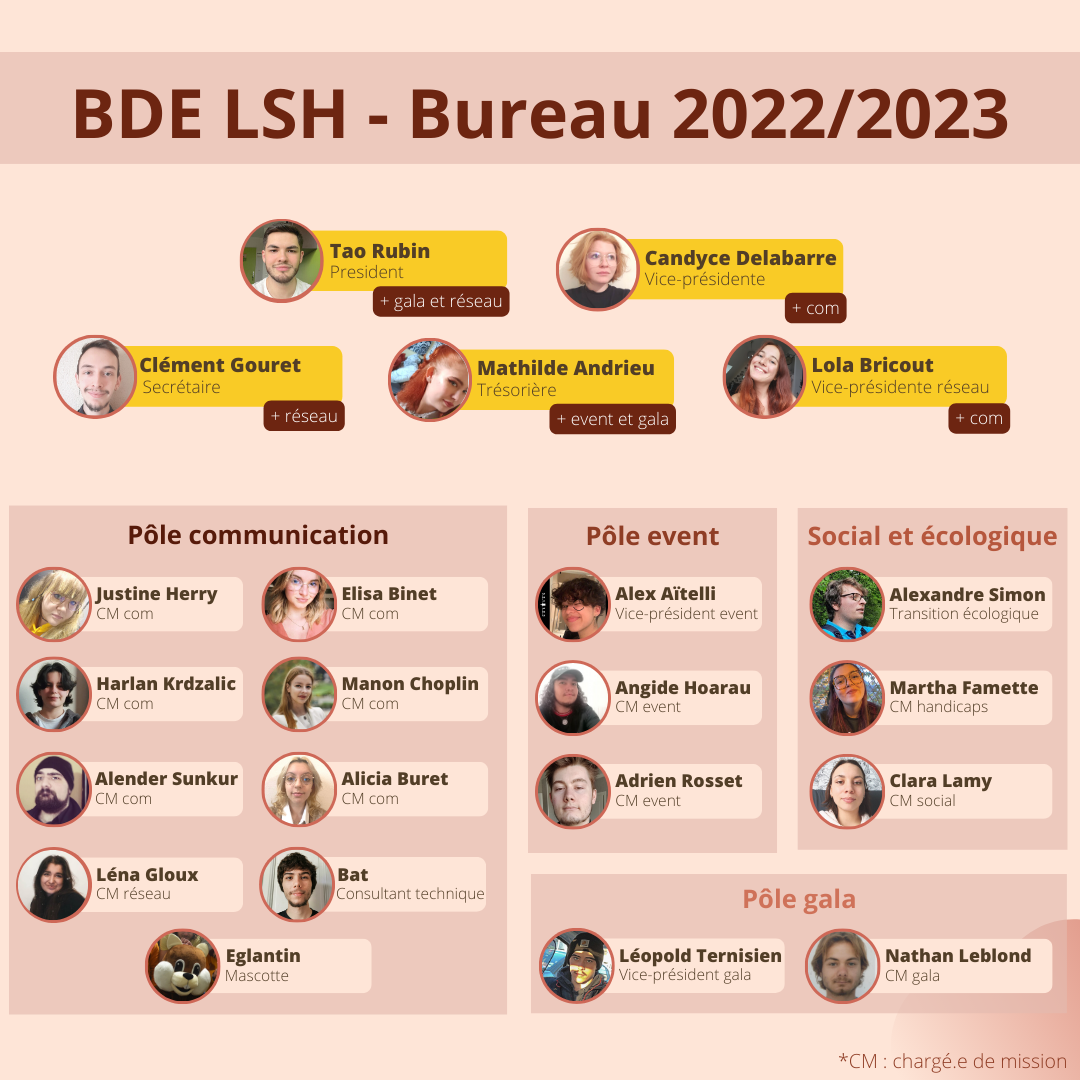 BDE LSH - Bureau 2022/2023
Tao Rubin
President
+ gala et réseau
Candyce Delabarre
Vice-présidente
+ com
Clément Gouret
Secrétaire
+ réseau
Mathilde Andrieu
Trésorière
+ event et gala
Lola Bricout
Vice-présidente réseau
+ com
Pôle communication
Justine Herry
CM com
Elisa Binet
CM com
Harlan Krdzalic
CM com
Manon Choplin
CM com
Alender Sunkur
CM com
Alicia Buret
CM com
Léna Gloux
CM réseau
Bat
Consultant technique
Eglantin
Mascotte
Pôle event
Alex Aïtelli
Vice-président event
Angide Hoarau
CM event
Adrien Rosset
CM event
Social et écologique
Alexandre Simon
Transition écologique
Martha Famette
CM handicaps
Clara Lamy
CM social
Pôle gala
Léopold Ternisien
Vice-président gala
Nathan Leblond
CM gala
*CM : chargé.e de mission